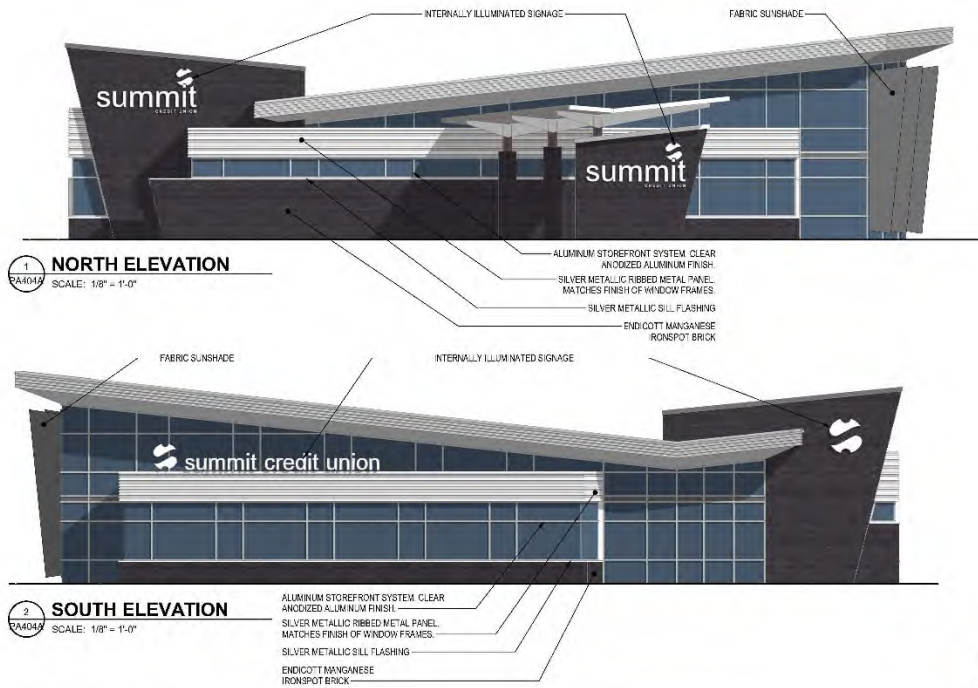 INTERNALLY ILLUMINATED SIGNAGE
FABRIC SUNSHADE
summit
CREDIT UNION
summit
CREDIT UNION
ALUMINUM STOREFRONT SYSTEM. CLEAR
ANODIZED ALUMINUM FINISH.
SILVER METALLIC RIBBED METAL PANEL.
MATCHES FINISH OF WINDOW FRAMES.
SILVER METALLIC SILL FLASHING
ENDICOTT MANGANESE
IRONSPOT BRICK
1
PA404A
NORTH ELEVATION
SCALE: 1/8" = 1'-0"
FABRIC SUNSHADE
INTERNALLY ILLUMINATED SIGNAGE
summit credit union
2
PA404A
SOUTH ELEVATION
SCALE: 1/8" = 1'-0"
ALUMINUM STOREFRONT SYSTEM. CLEAR
ANODIZED ALUMINUM FINISH.
SILVER METALLIC RIBBED METAL PANEL.
MATCHES FINISH OF WINDOW FRAMES.
SILVER METALLIC SILL FLASHING
ENDICOTT MANGANESE
IRONSPOT BRICK